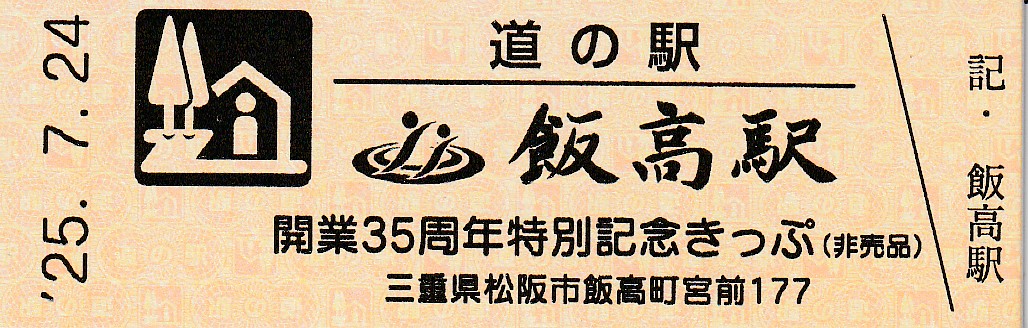 '25. 7. 24
道の駅
飯高駅
開業35周年特別記念きっぷ(非売品)
三重県松阪市飯高町宮前177
記・飯高駅